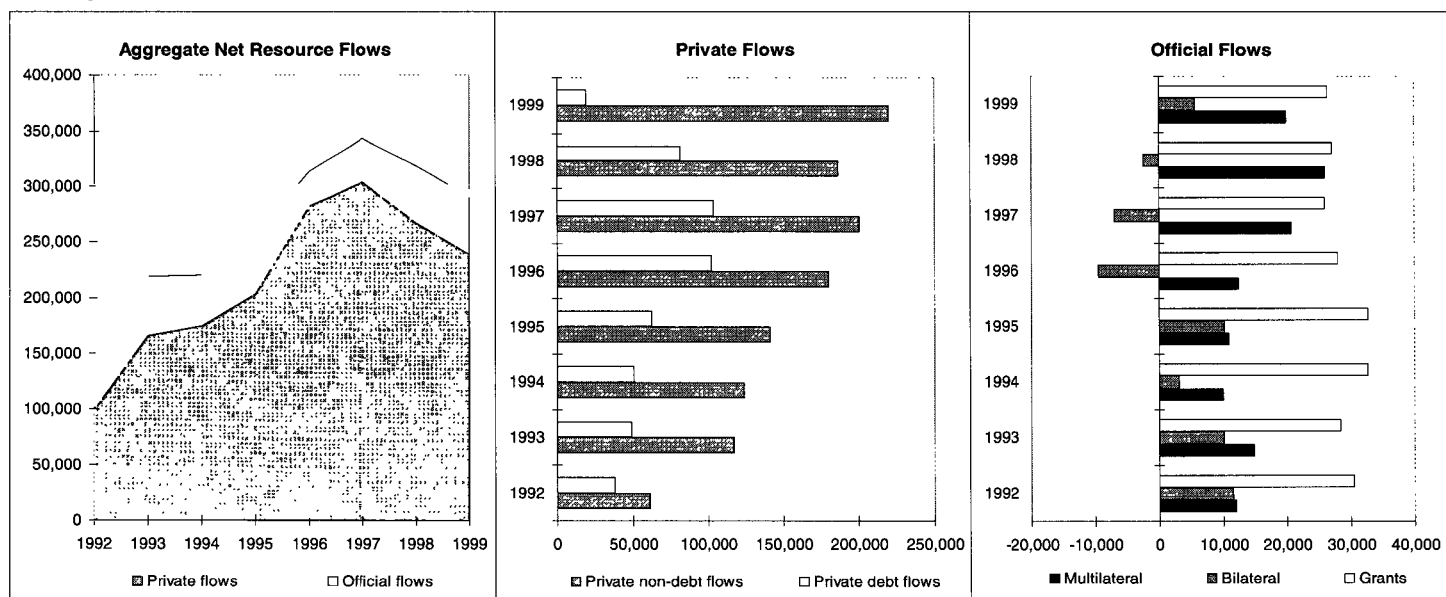 Aggregate Net Resource Flows
400,000
350,000
300,000
250,000
200,000
150,000
100,000
50,000
0
1992 1993 1994 1995 1996 1997 1998 1999
Private flows Official flows
Private Flows
1999
1998
1997
1996
1995
1994
1993
1992
0 50,000 100,000 150,000 200,000 250,000
Private non-debt flows Private debt flows
Official Flows
1999
1998
1997
1996
1995
1994
1993
1992
-20,000 -10,000 0 10,000 20,000 30,000 40,000
Multilateral Bilateral Grants